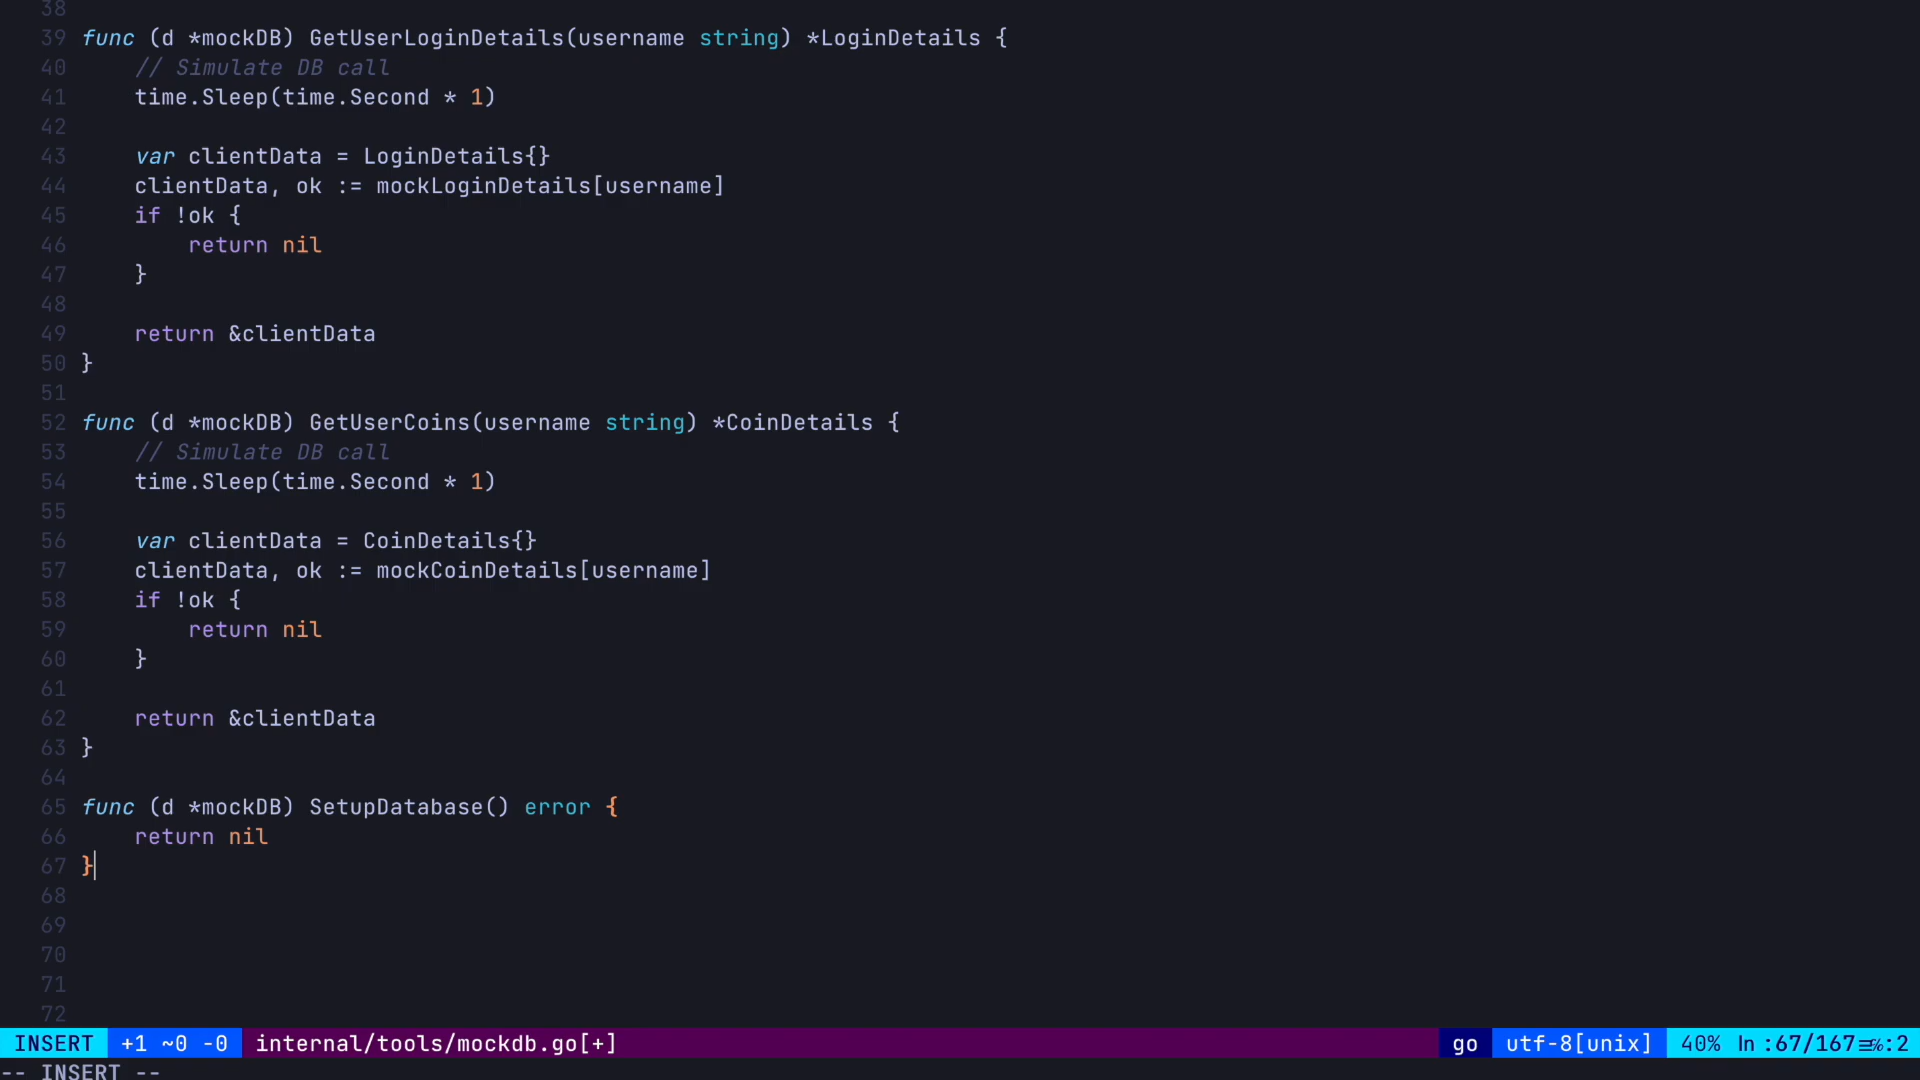 38
39 func (d *mockDB) GetUserLoginDetails(username string) *LoginDetails {
40     // Simulate DB call
41     time.Sleep(time.Second * 1)
42
43     var clientData = LoginDetails{}
44     clientData, ok := mockLoginDetails[username]
45     if !ok {
46         return nil
47     }
48
49     return &clientData
50 }
51
52 func (d *mockDB) GetUserCoins(username string) *CoinDetails {
53     // Simulate DB call
54     time.Sleep(time.Second * 1)
55
56     var clientData = CoinDetails{}
57     clientData, ok := mockCoinDetails[username]
58     if !ok {
59         return nil
60     }
61
62     return &clientData
63 }
64
65 func (d *mockDB) SetupDatabase() error {
66     return nil
67 }
68
69
70
71
72
INSERT +1 ~0 -0 internal/tools/mockdb.go[+] go utf-8[unix] 40% ln :67/167≡℅:2
-- INSERT --